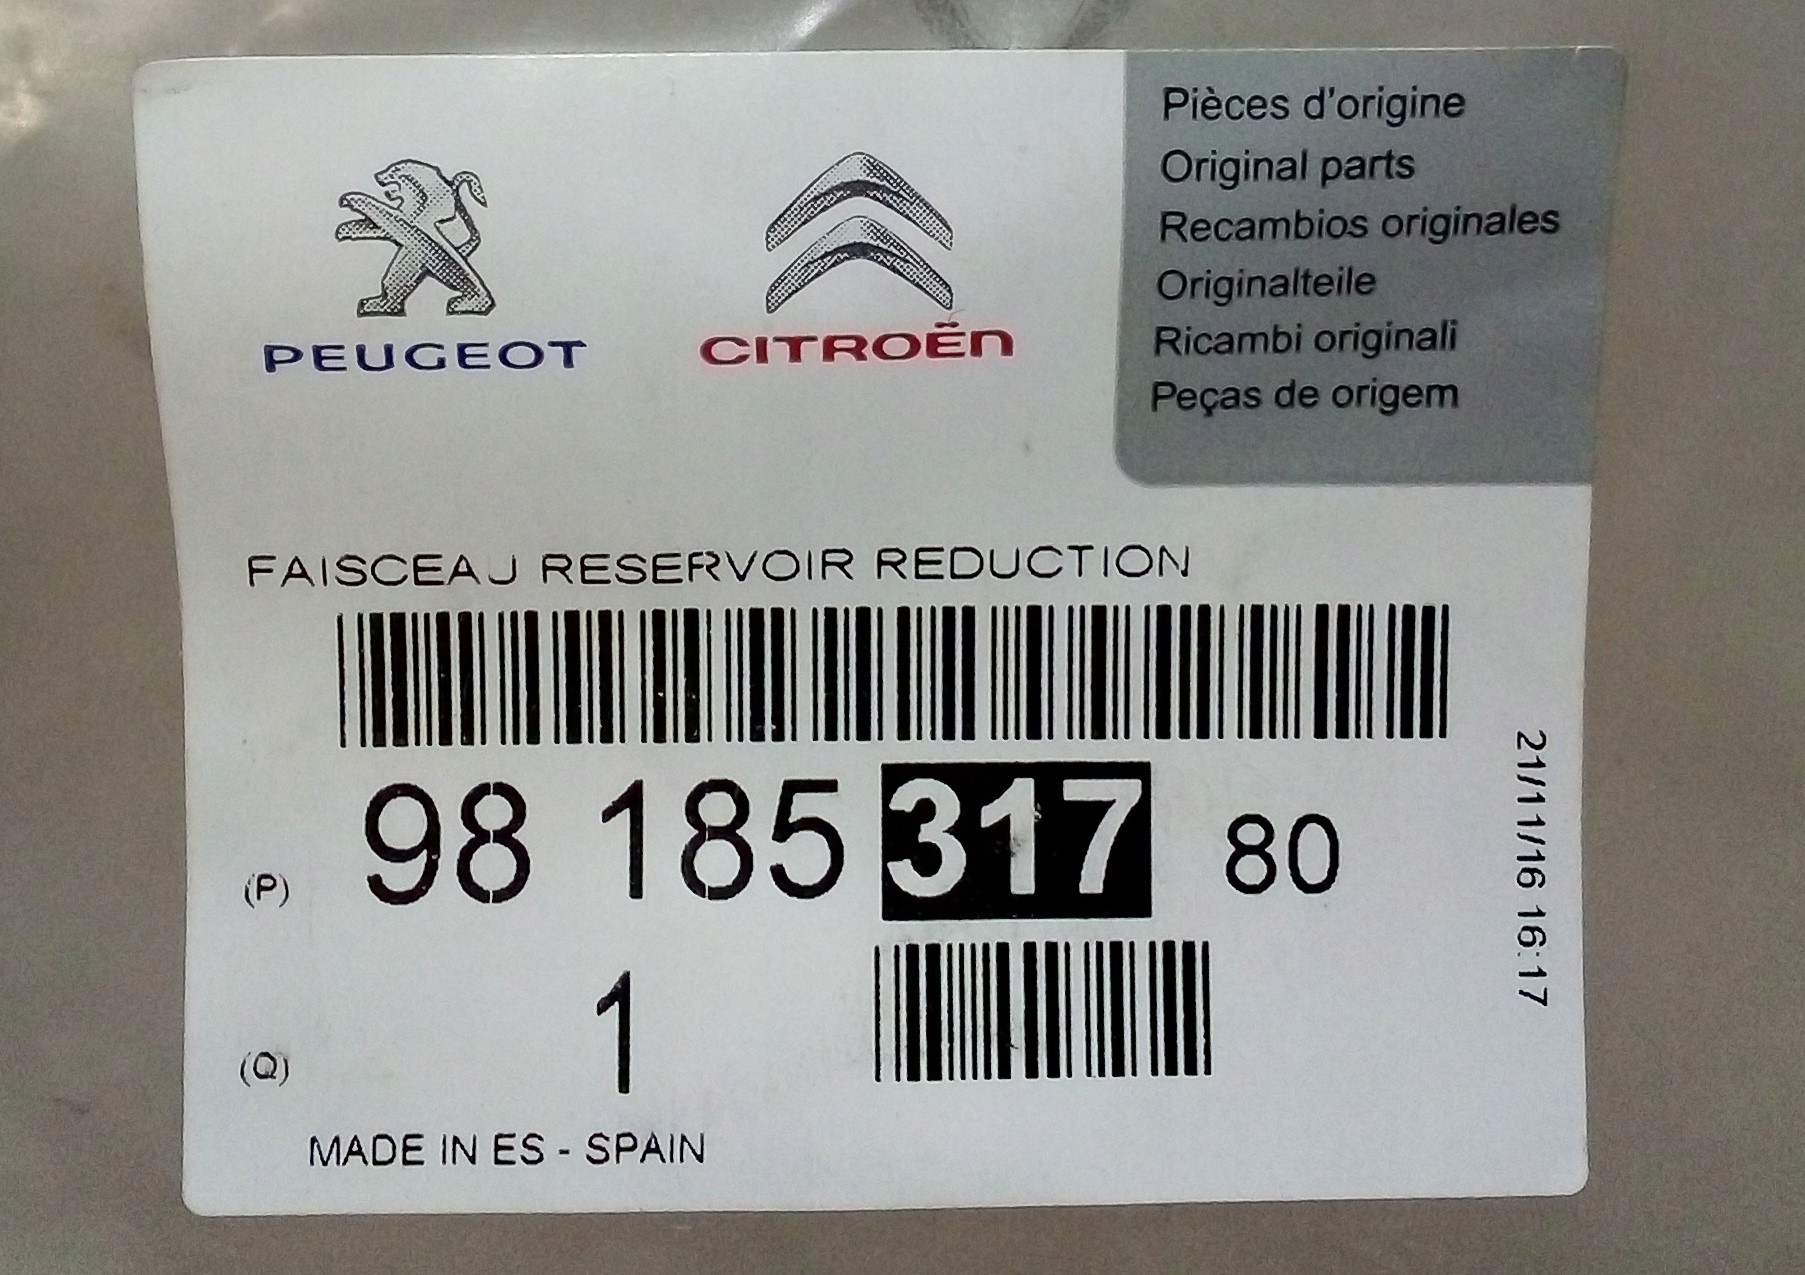 PEUGEOT
CITROËN
Pièces d'origine
Original parts
Recambios originales
Originalteile
Ricambi originali
Peças de origem
FAISCEAU RESERVOIR REDUCTION
(P) 98 185 317 80
(Q) 1
MADE IN ES - SPAIN
21/11/16 16:17